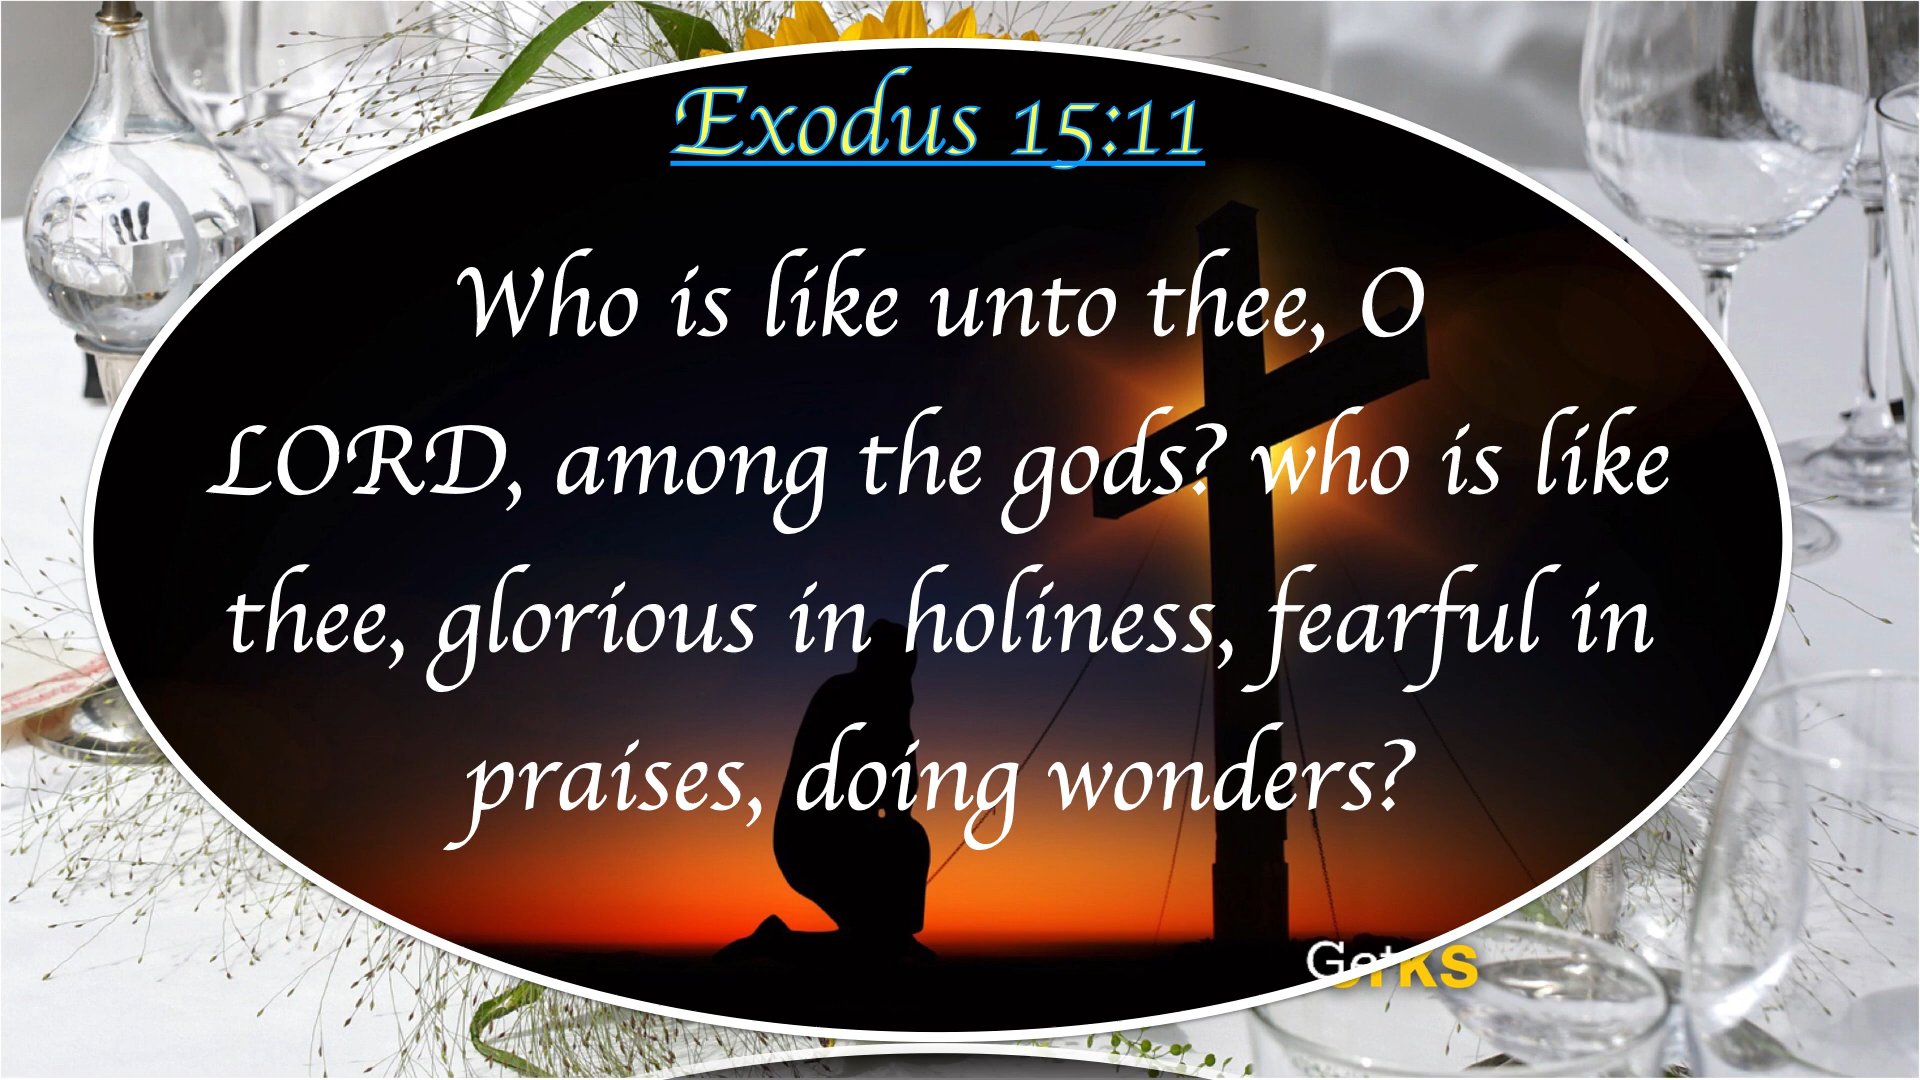 Exodus 15:11
Who is like unto thee, O
LORD, among the gods? who is like
thee, glorious in holiness, fearful in
praises, doing wonders?